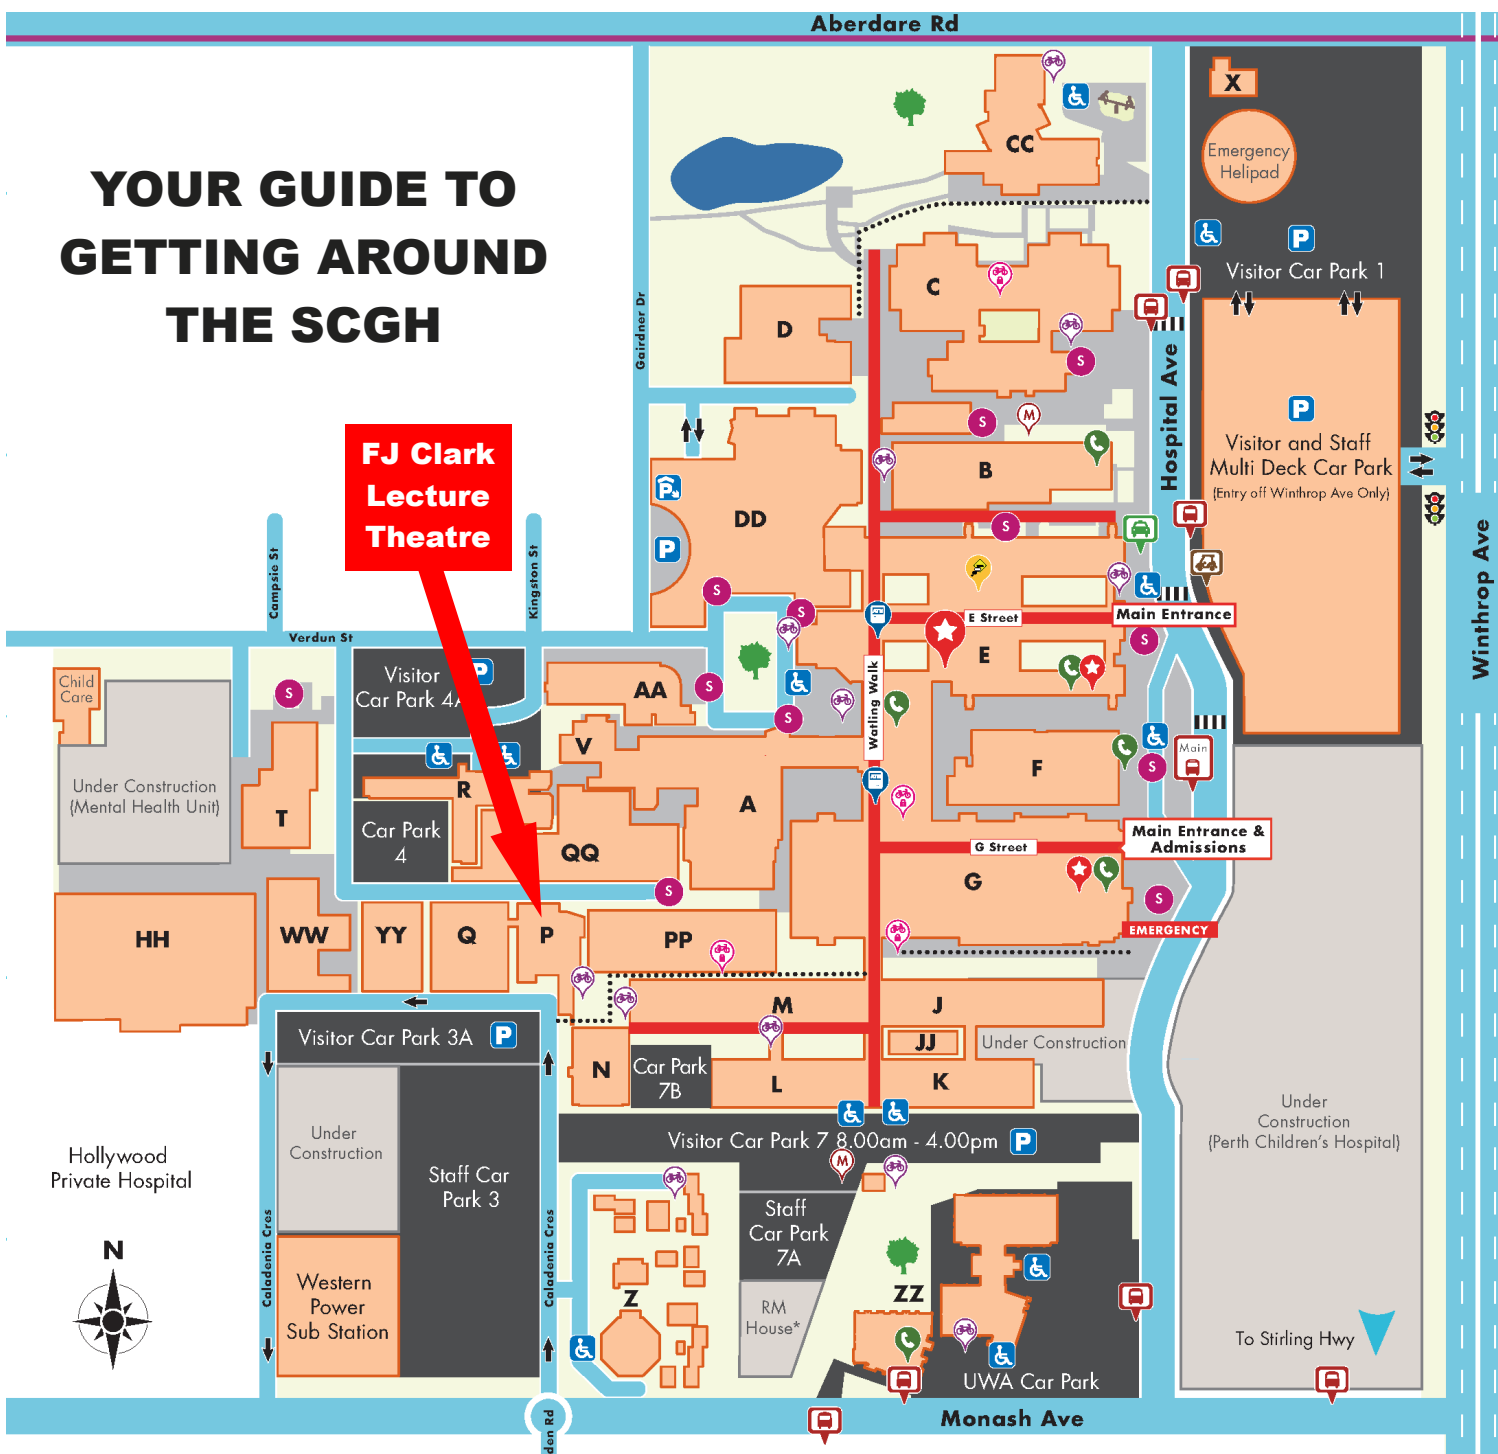 Aberdare Rd
YOUR GUIDE TO
GETTING AROUND
THE SCGH
X
Emergency
Helipad
CC
P
Visitor Car Park 1
C
D
Gairdner Dr
S
Hospital Ave
P
Visitor and Staff
Multi Deck Car Park
(Entry off Winthrop Ave Only)
S
M
B
FJ Clark
Lecture
Theatre
P
DD
P
S
Campsie St
Kingston St
Winthrop Ave
S
S
E Street
Main Entrance
Verdun St
S
E
Child
Care
Visitor
Car Park 4A
P
AA
S
S
S
Watling Walk
V
Under Construction
(Mental Health Unit)
T
R
A
F
S
Main
Car Park
4
QQ
G Street
Main Entrance &
Admissions
G
S
S
EMERGENCY
HH
WW
YY
Q
P
PP
M
J
Visitor Car Park 3A
P
JJ
Under Construction
N
Car Park
7B
L
K
Under
Construction
Staff Car
Park 3
Visitor Car Park 7 8.00am - 4.00pm
P
M
Under
Construction
(Perth Children's Hospital)
Hollywood
Private Hospital
Staff
Car Park
7A
N
Caladenia Cres
Caladenia Cres
Western
Power
Sub Station
Z
RM
House*
ZZ
To Stirling Hwy
UWA Car Park
Monash Ave
den Rd